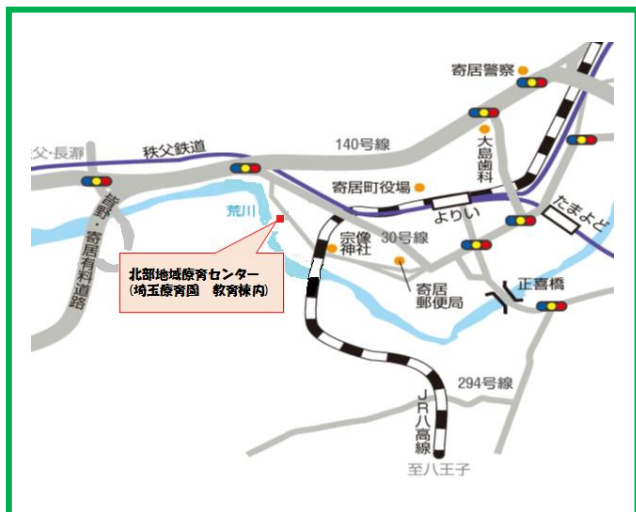 寄居警察
140号線
秩父鉄道
父・長瀞
大島歯科
寄居町役場
よりい
たまよど
荒川
宗像
神社
30号線
皆野・寄居有料道路
北部地域療育センター
(埼玉療育園 教育棟内)
寄居
郵便局
正喜橋
294号線
JR八高線
至八王子